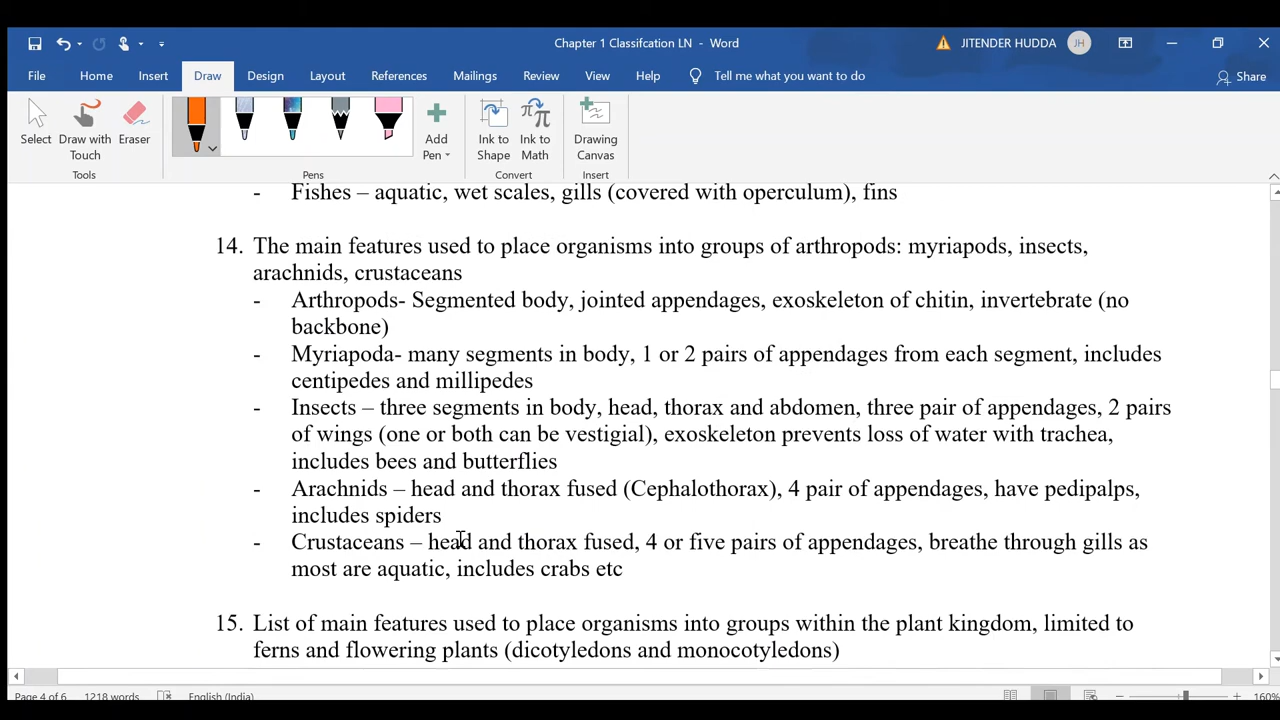 Chapter 1 Classifcation LN - Word
JITENDER HUDDA
JH
File
Home
Insert
Draw
Design
Layout
References
Mailings
Review
View
Help
Tell me what you want to do
Share
Select
Draw with Touch
Eraser
Add Pen
Ink to Shape
Ink to Math
Drawing Canvas
Tools
Pens
Convert
Insert
- Fishes – aquatic, wet scales, gills (covered with operculum), fins
14. The main features used to place organisms into groups of arthropods: myriapods, insects,
arachnids, crustaceans
- Arthropods- Segmented body, jointed appendages, exoskeleton of chitin, invertebrate (no
backbone)
- Myriapoda- many segments in body, 1 or 2 pairs of appendages from each segment, includes
centipedes and millipedes
- Insects – three segments in body, head, thorax and abdomen, three pair of appendages, 2 pairs
of wings (one or both can be vestigial), exoskeleton prevents loss of water with trachea,
includes bees and butterflies
- Arachnids – head and thorax fused (Cephalothorax), 4 pair of appendages, have pedipalps,
includes spiders
- Crustaceans – head and thorax fused, 4 or five pairs of appendages, breathe through gills as
most are aquatic, includes crabs etc
15. List of main features used to place organisms into groups within the plant kingdom, limited to
ferns and flowering plants (dicotyledons and monocotyledons)
Page 4 of 6
1218 words
English (India)
160%